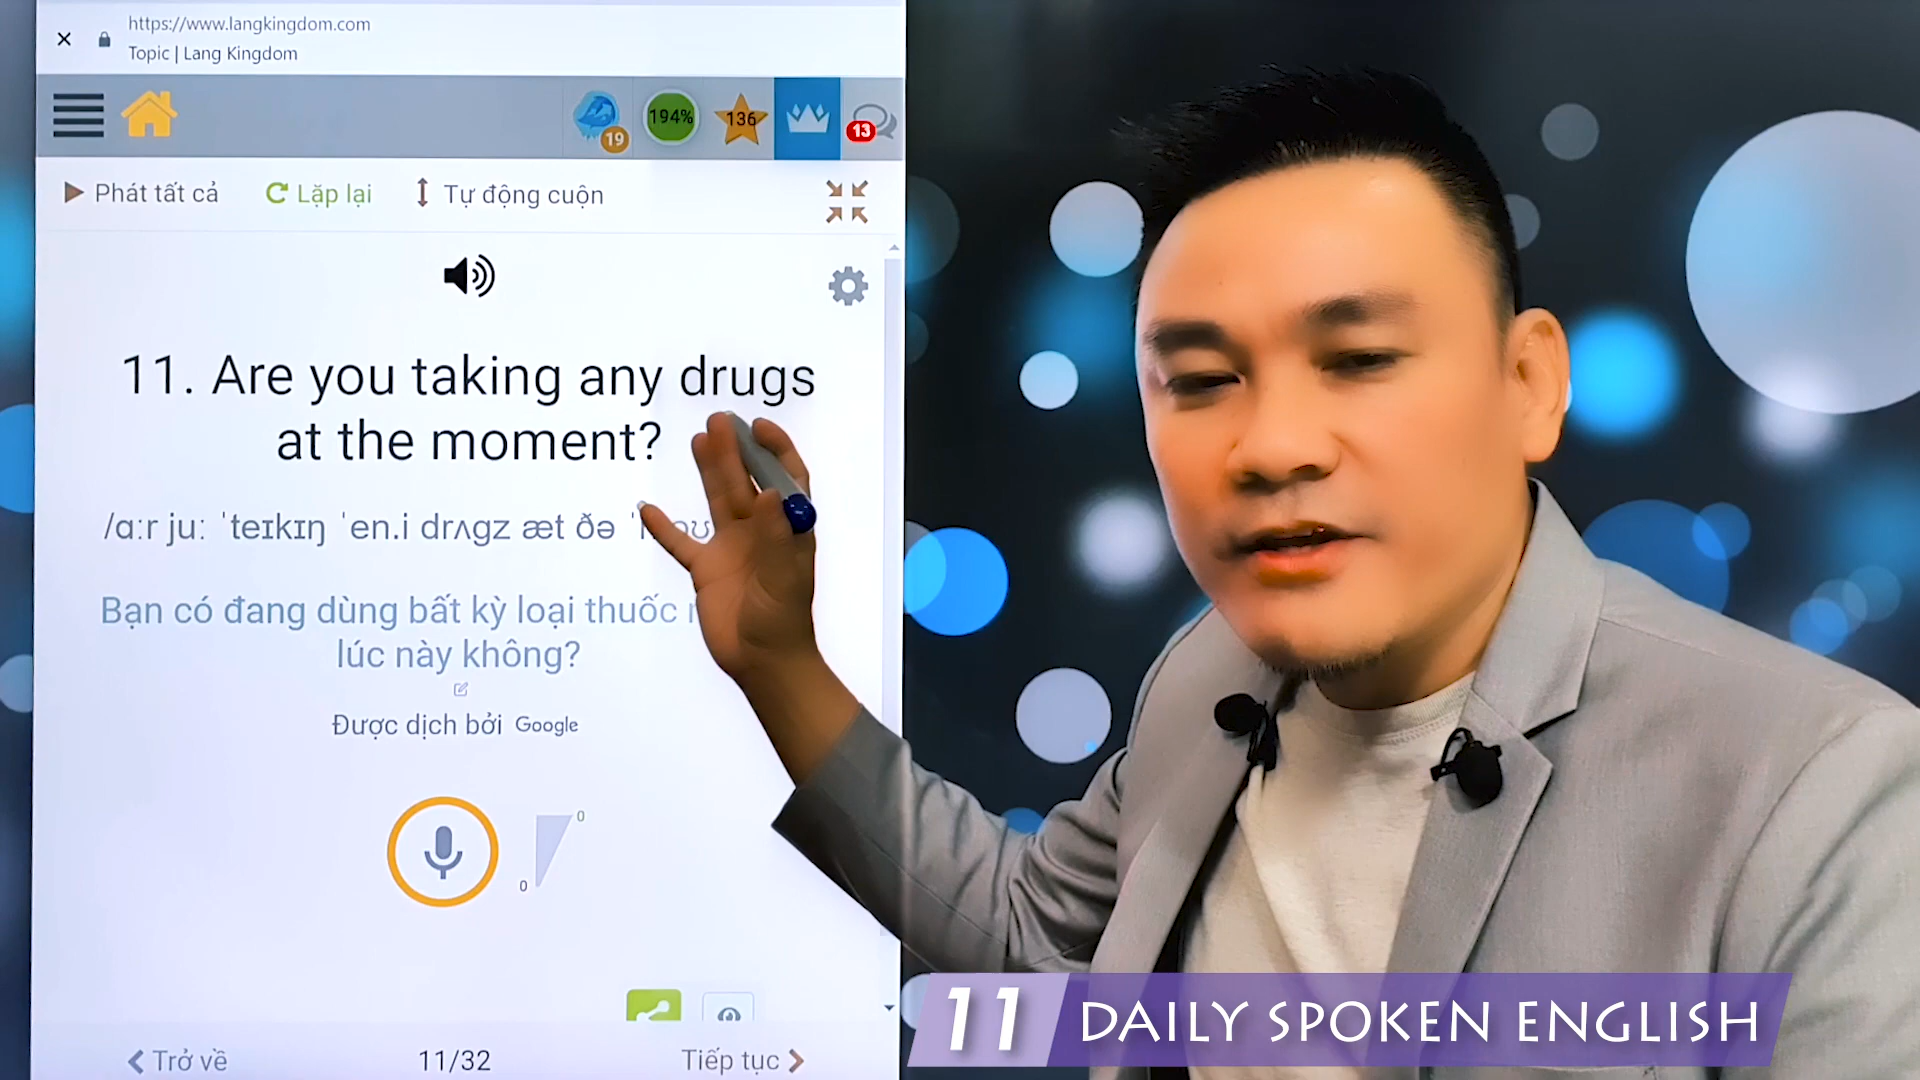 https://www.langkingdom.com
Topic | Lang Kingdom
19
194%
136
13
Phát tất cả
Lặp lại
Tự động cuộn
11. Are you taking any drugs
at the moment?
/ɑːr juː ˈteɪkɪŋ ˈen.i drʌgz æt ðə
Bạn có đang dùng bất kỳ loại thuốc
lúc này không?
Được dịch bởi Google
0
0
Trở về
11/32
Tiếp tục
11 DAILY SPOKEN ENGLISH